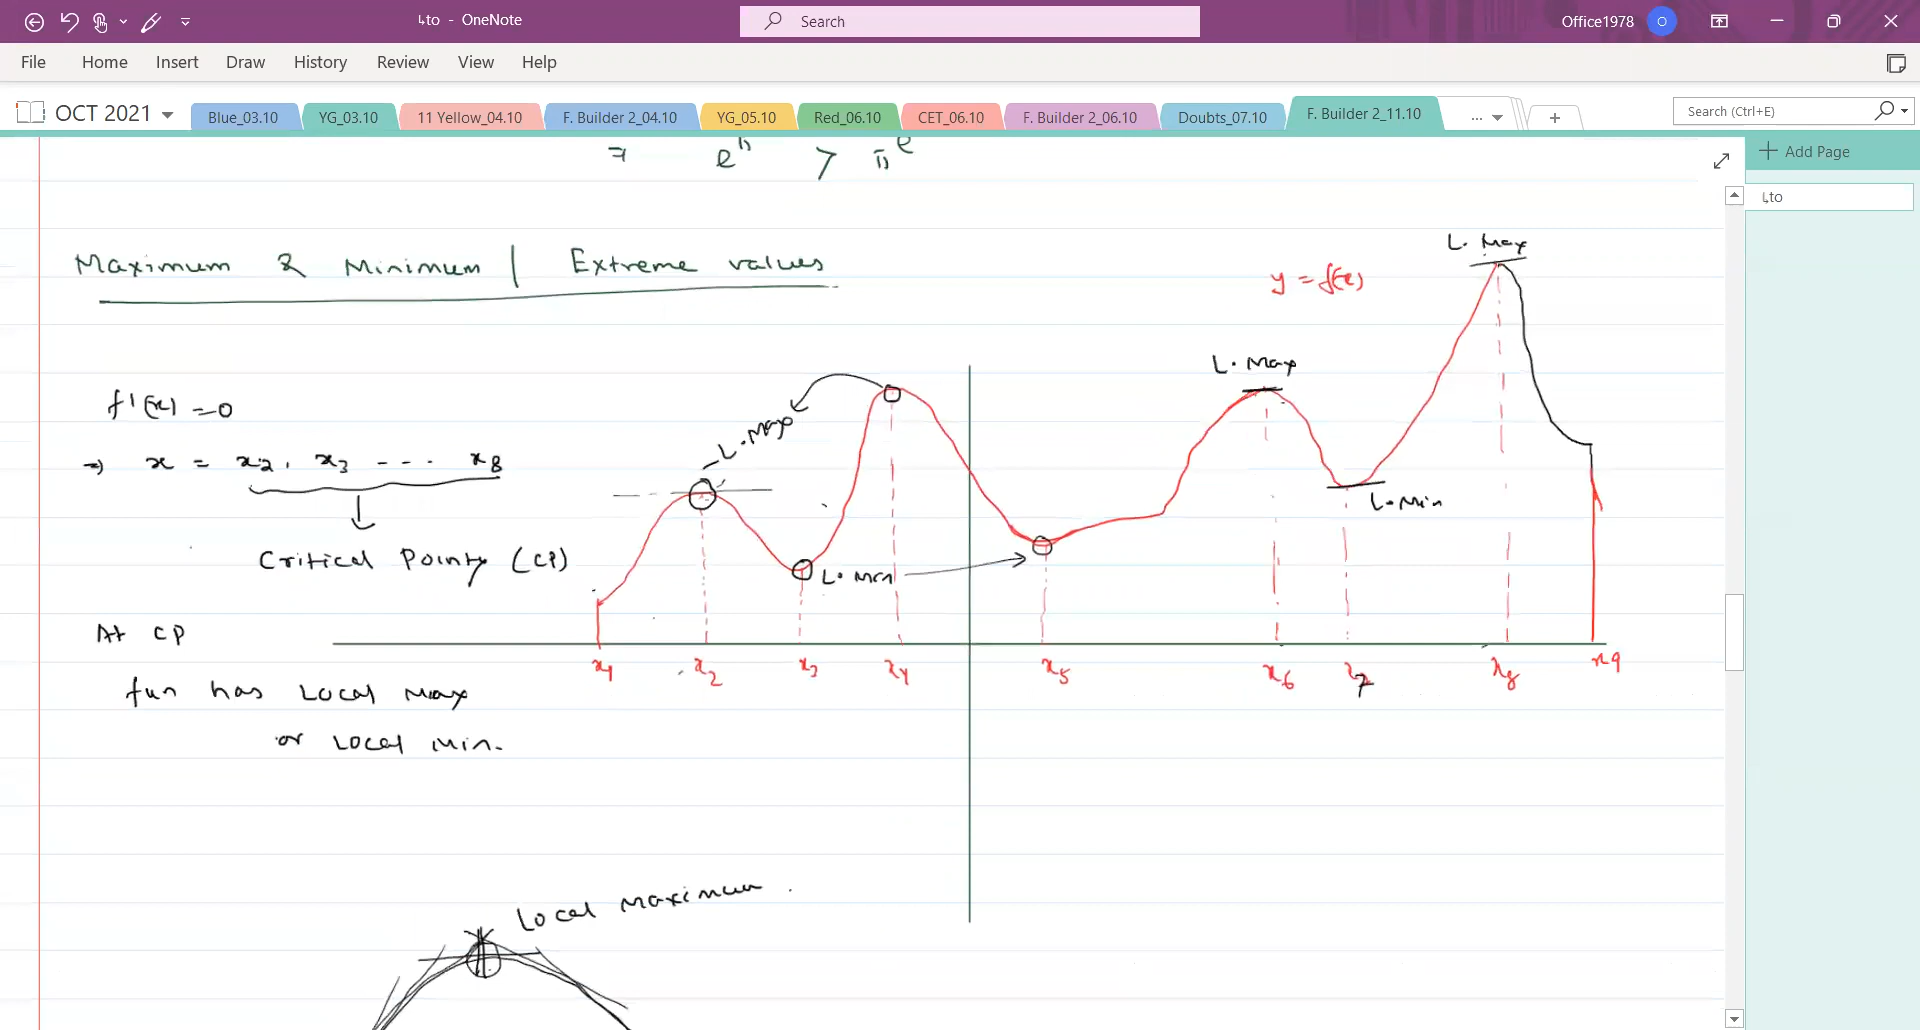 ↳to - OneNote
Search
Office1978
O
File Home Insert Draw History Review View Help
OCT 2021
Blue_03.10
YG_03.10
11 Yellow_04.10
F. Builder 2_04.10
YG_05.10
Red_06.10
CET_06.10
F. Builder 2_06.10
Doubts_07.10
F. Builder 2_11.10
...
Search (Ctrl+E)
Add Page
↳to
⇒ e^π > π^e
Maximum & Minimum | Extreme values
y = f(x)
L. Max
L. Max
L. Max
L. Min
L. Min
f'(x) = 0
⇒ x = x2, x3 --- x8
Critical Points (CP)
At CP
fun has Local Max
or Local Min.
x1 x2 x3 x4 x5 x6 x7 x8 x9
Local Maximum.